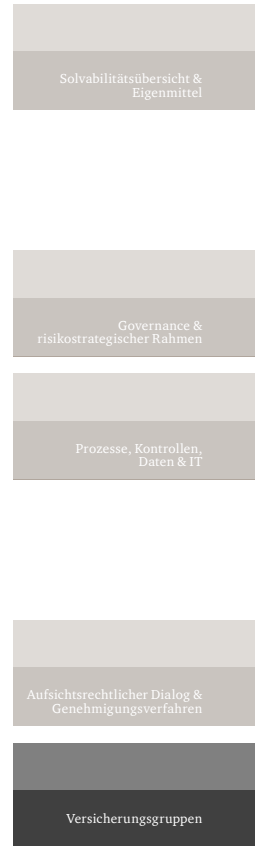 Solvabilitätsübersicht &
Eigenmittel
Governance &
risikostrategischer Rahmen
Prozesse, Kontrollen,
Daten & IT
Aufsichtsrechtlicher Dialog &
Genehmigungsverfahren
Versicherungsgruppen